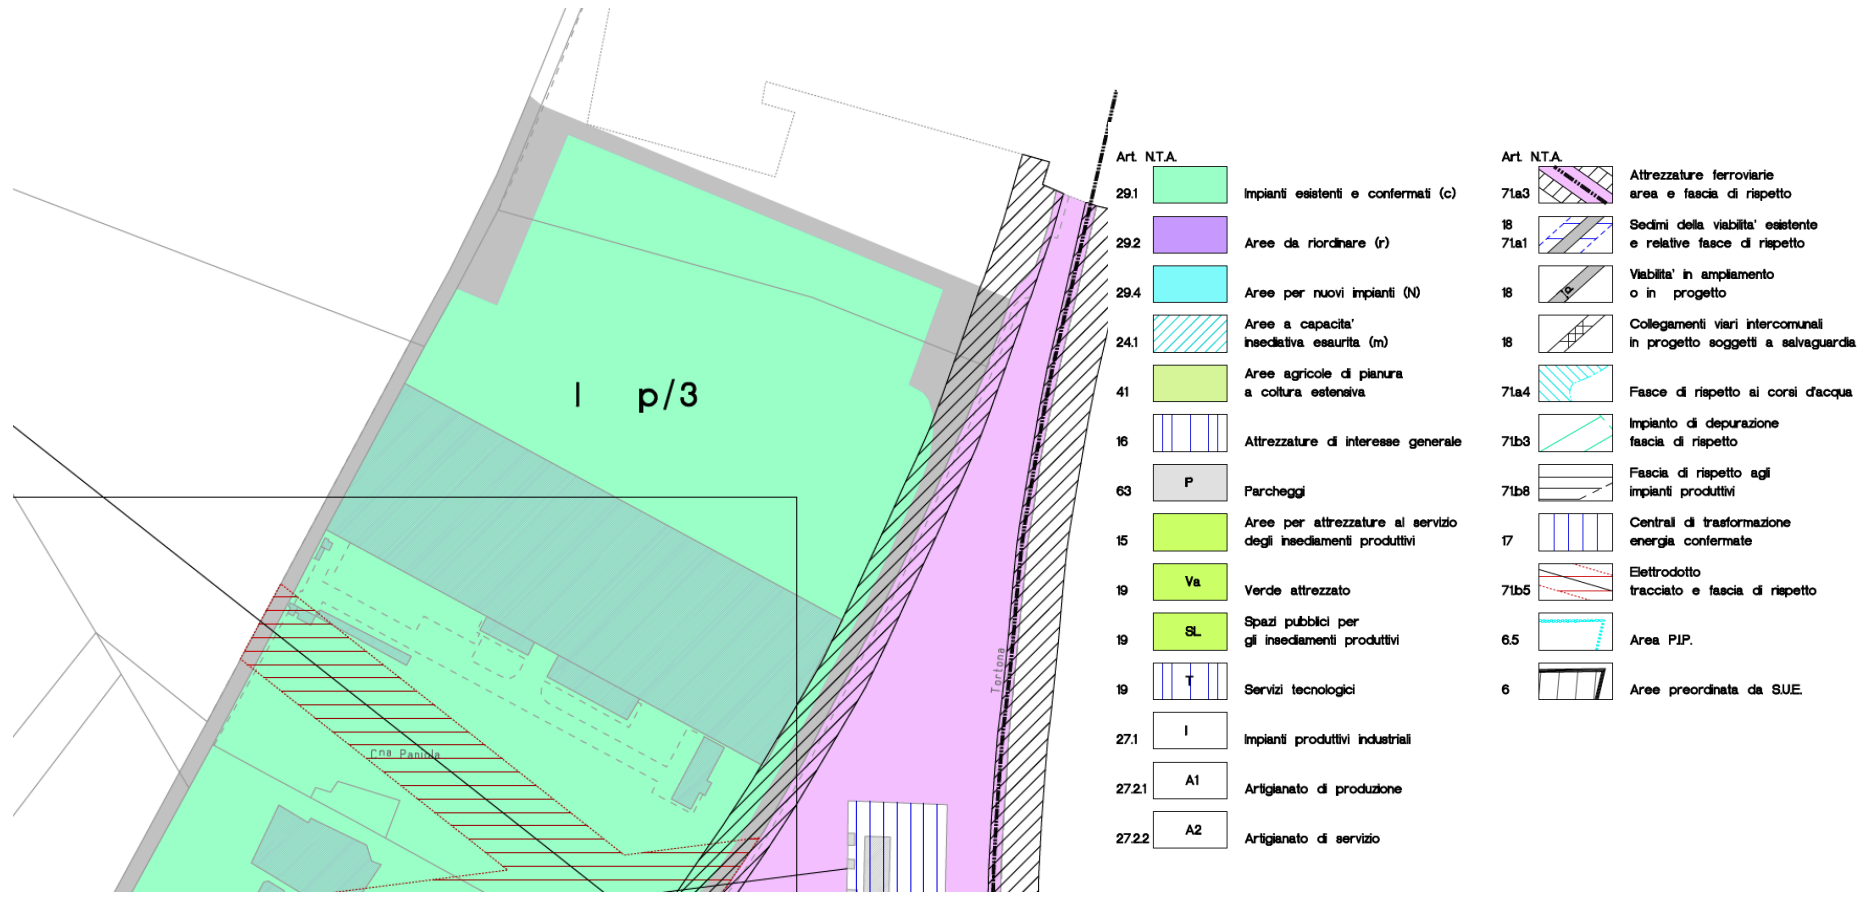 I p/3
Tortona
Cna Paniola
Art. N.T.A.
29.1 Impianti esistenti e confermati (c)
29.2 Aree da riordinare (r)
29.4 Aree per nuovi impianti (N)
Aree a capacita'
24.1 insediativa esaurita (m)
Aree agricole di pianura
41 a coltura estensiva
16 Attrezzature di interesse generale
63 P Parcheggi
Aree per attrezzature al servizio
15 degli insediamenti produttivi
19 Va Verde attrezzato
Spazi pubblici per
19 SL gli insediamenti produttivi
19 T Servizi tecnologici
27.1 I Impianti produttivi industriali
27.2.1 A1 Artigianato di produzione
27.2.2 A2 Artigianato di servizio
Art. N.T.A.
Attrezzature ferroviarie
71.a3 area e fascia di rispetto
18 Sedimi della viabilita' esistente
71.a1 e relative fasce di rispetto
Viabilita' in ampliamento
18 o in progetto
Collegamenti viari intercomunali
18 in progetto soggetti a salvaguardia
71.a4 Fasce di rispetto ai corsi d'acqua
Impianto di depurazione
71.b3 fascia di rispetto
Fascia di rispetto agli
71.b8 impianti produttivi
Centrali di trasformazione
17 energia confermate
Elettrodotto
71.b5 tracciato e fascia di rispetto
6.5 Area P.I.P.
6 Aree preordinata da S.U.E.